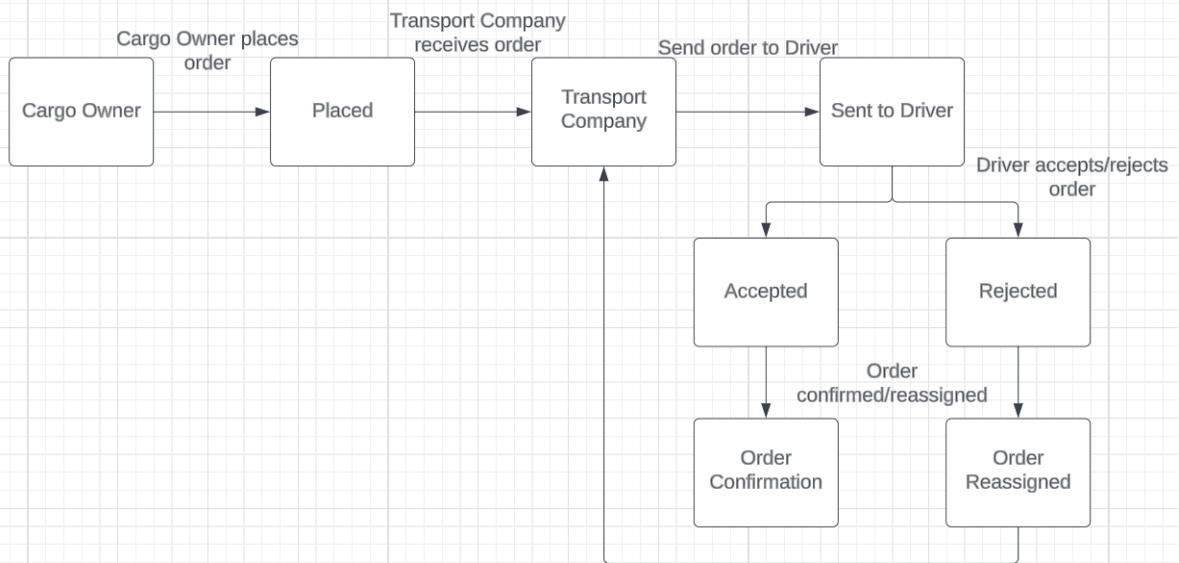 Cargo Owner places
order
Transport Company
receives order
Send order to Driver
Cargo Owner
Placed
Transport
Company
Sent to Driver
Driver accepts/rejects
order
Accepted
Rejected
Order
confirmed/reassigned
Order
Confirmation
Order
Reassigned